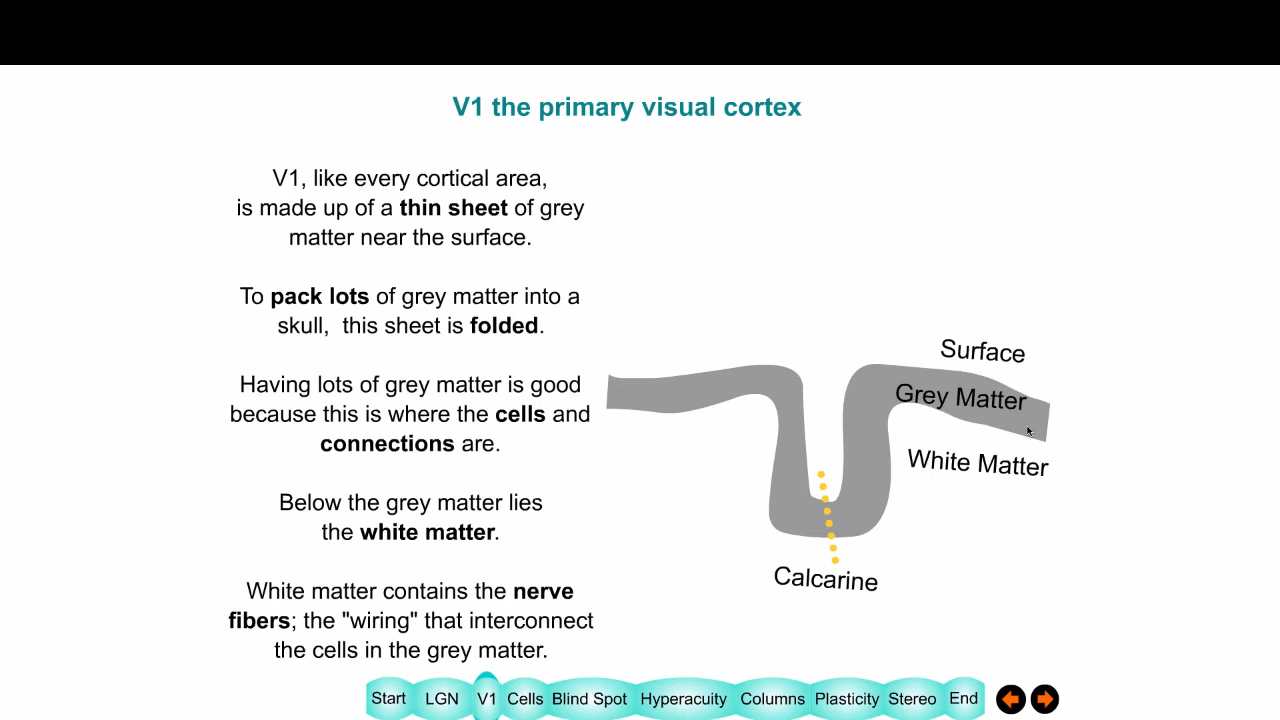 V1 the primary visual cortex
V1, like every cortical area,
is made up of a thin sheet of grey
matter near the surface.
To pack lots of grey matter into a
skull,  this sheet is folded.
Having lots of grey matter is good
because this is where the cells and
connections are.
Below the grey matter lies
the white matter.
White matter contains the nerve
fibers; the "wiring" that interconnect
the cells in the grey matter.
Surface
Grey Matter
White Matter
Calcarine
Start LGN V1 Cells Blind Spot Hyperacuity Columns Plasticity Stereo End